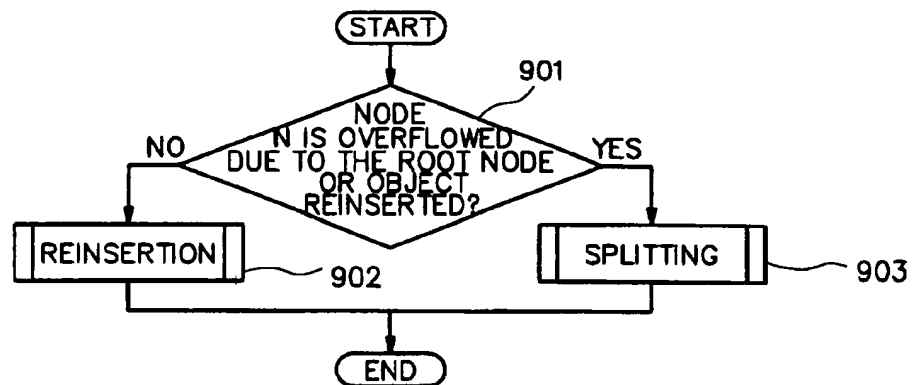 START
901
NODE
N IS OVERFLOWED
DUE TO THE ROOT NODE
OR OBJECT
REINSERTED?
NO
YES
REINSERTION
902
SPLITTING
903
END